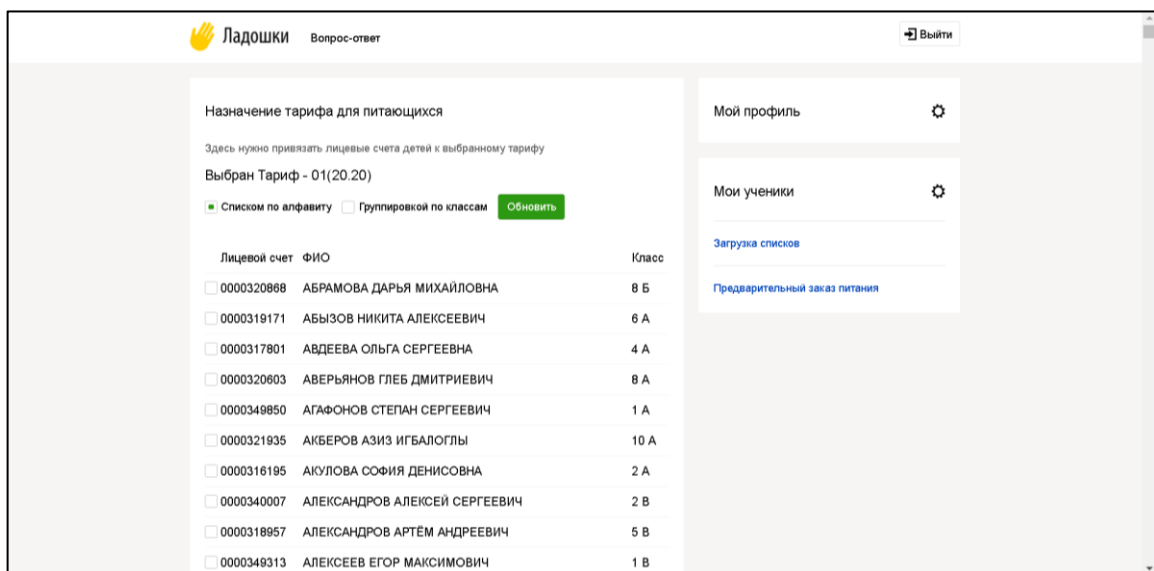 Ладошки Вопрос-ответ Выйти
Назначение тарифа для питающихся
Здесь нужно привязать лицевые счета детей к выбранному тарифу
Выбран Тариф - 01(20.20)
Списком по алфавиту Группировкой по классам Обновить
Лицевой счет ФИО Класс
0000320868 АБРАМОВА ДАРЬЯ МИХАЙЛОВНА 8 Б
0000319171 АБЫЗОВ НИКИТА АЛЕКСЕЕВИЧ 6 А
0000317801 АВДЕЕВА ОЛЬГА СЕРГЕЕВНА 4 А
0000320603 АВЕРЬЯНОВ ГЛЕБ ДМИТРИЕВИЧ 8 А
0000349850 АГАФОНОВ СТЕПАН СЕРГЕЕВИЧ 1 А
0000321935 АКБЕРОВ АЗИЗ ИГБАЛОГЛЫ 10 А
0000316195 АКУЛОВА СОФИЯ ДЕНИСОВНА 2 А
0000340007 АЛЕКСАНДРОВ АЛЕКСЕЙ СЕРГЕЕВИЧ 2 В
0000318957 АЛЕКСАНДРОВ АРТЁМ АНДРЕЕВИЧ 5 В
0000349313 АЛЕКСЕЕВ ЕГОР МАКСИМОВИЧ 1 В
Мой профиль
Мои ученики
Загрузка списков
Предварительный заказ питания